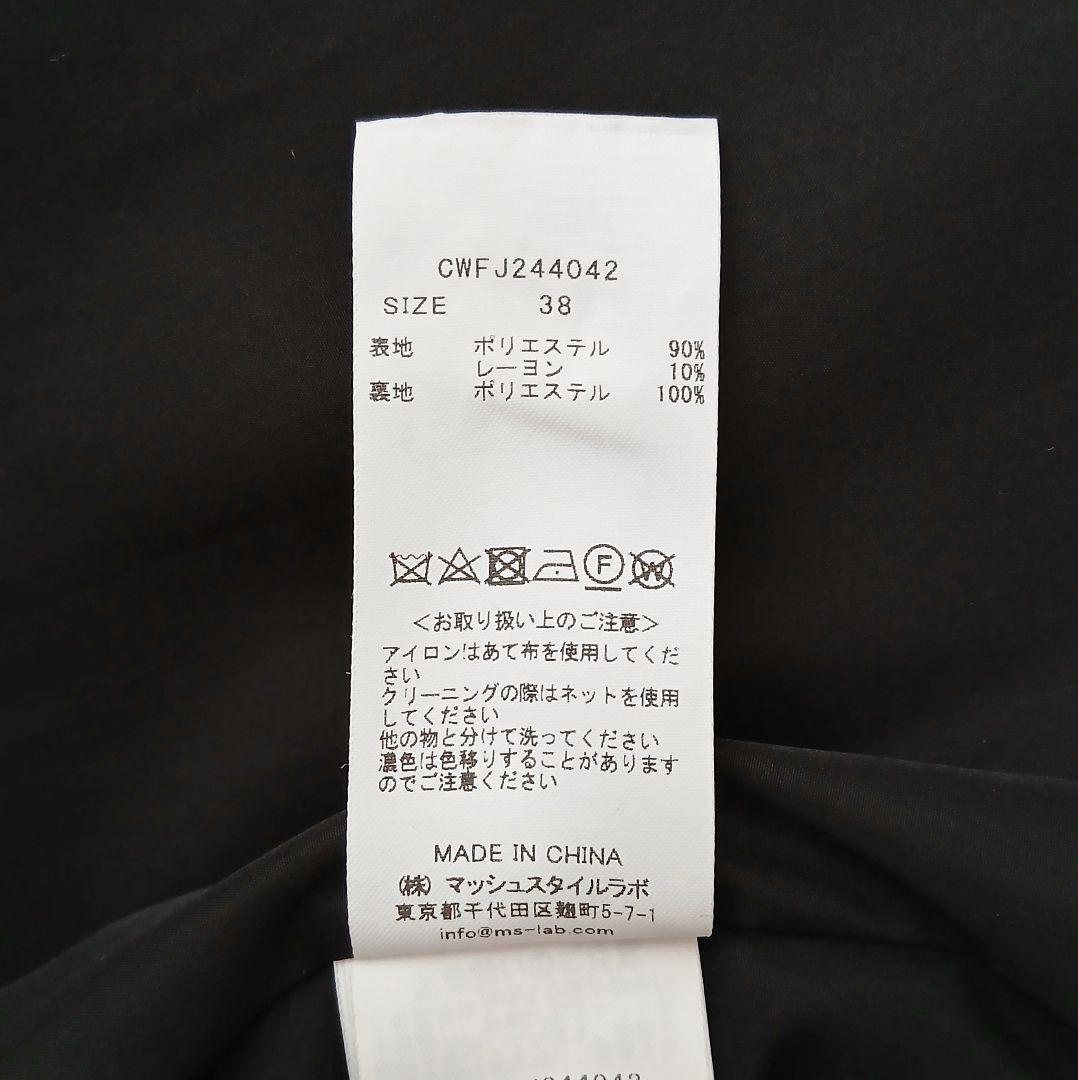 CWFJ244042
SIZE 38
表地 ポリエステル 90%
レーヨン 10%
裏地 ポリエステル 100%
F
W
＜お取り扱い上のご注意＞
アイロンはあて布を使用してくだ
さい
クリーニングの際はネットを使用
してください
他の物と分けて洗ってください
濃色は色移りすることがあります
のでご注意ください
MADE IN CHINA
(株) マッシュスタイルラボ
東京都千代田区麹町5-7-1
info@ms-lab.com